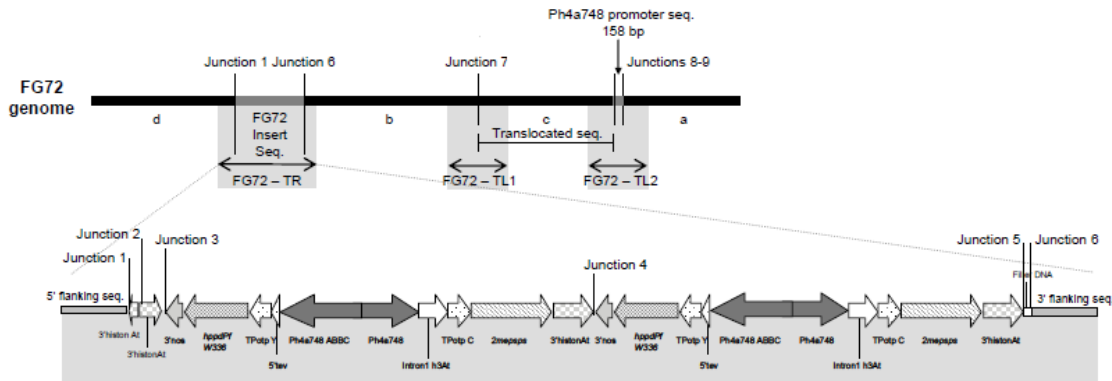 Ph4a748 promoter seq.
158 bp
Junction 1 Junction 6 Junction 7 Junctions 8-9
FG72
genome
d FG72 b c a
Insert Translocated seq.
Seq.
FG72 – TR FG72 – TL1 FG72 – TL2
Junction 2 Junction 3 Junction 5 Junction 6
Junction 1 Junction 4
DNA
5' flanking seq. 3' flanking seq
3'histon At 3'nos hppdPf TPotp Y Ph4a748 ABBC Ph4a748 TPotp C 2mepsps 3'histonAt 3'nos hppdPf TPotp Y Ph4a748 ABBC Ph4a748 TPotp C 2mepsps 3'histonAt
W336 W336
3'histonAt 5'tev Intron1 h3At 5'tev Intron1 h3At